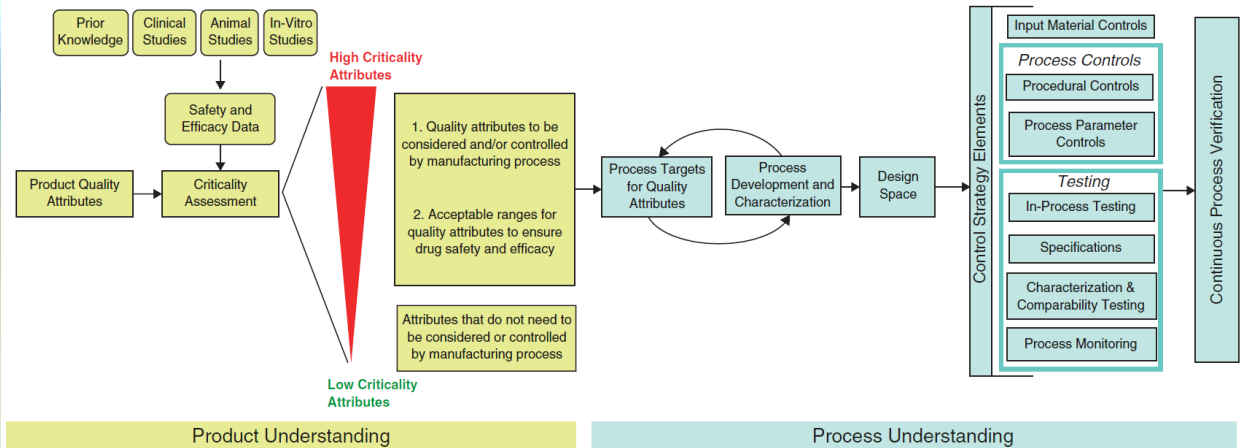 Prior
Knowledge
Clinical
Studies
Animal
Studies
In-Vitro
Studies
Safety and
Efficacy Data
Product Quality
Attributes
Criticality
Assessment
High Criticality
Attributes
Low Criticality
Attributes
1. Quality attributes to be
considered and/or controlled
by manufacturing process
2. Acceptable ranges for
quality attributes to ensure
drug safety and efficacy
Attributes that do not need to
be considered or controlled
by manufacturing process
Process Targets
for Quality
Attributes
Process
Development and
Characterization
Design
Space
Control Strategy Elements
Input Material Controls
Process Controls
Procedural Controls
Process Parameter
Controls
Testing
In-Process Testing
Specifications
Characterization &
Comparability Testing
Process Monitoring
Continuous Process Verification
Product Understanding
Process Understanding